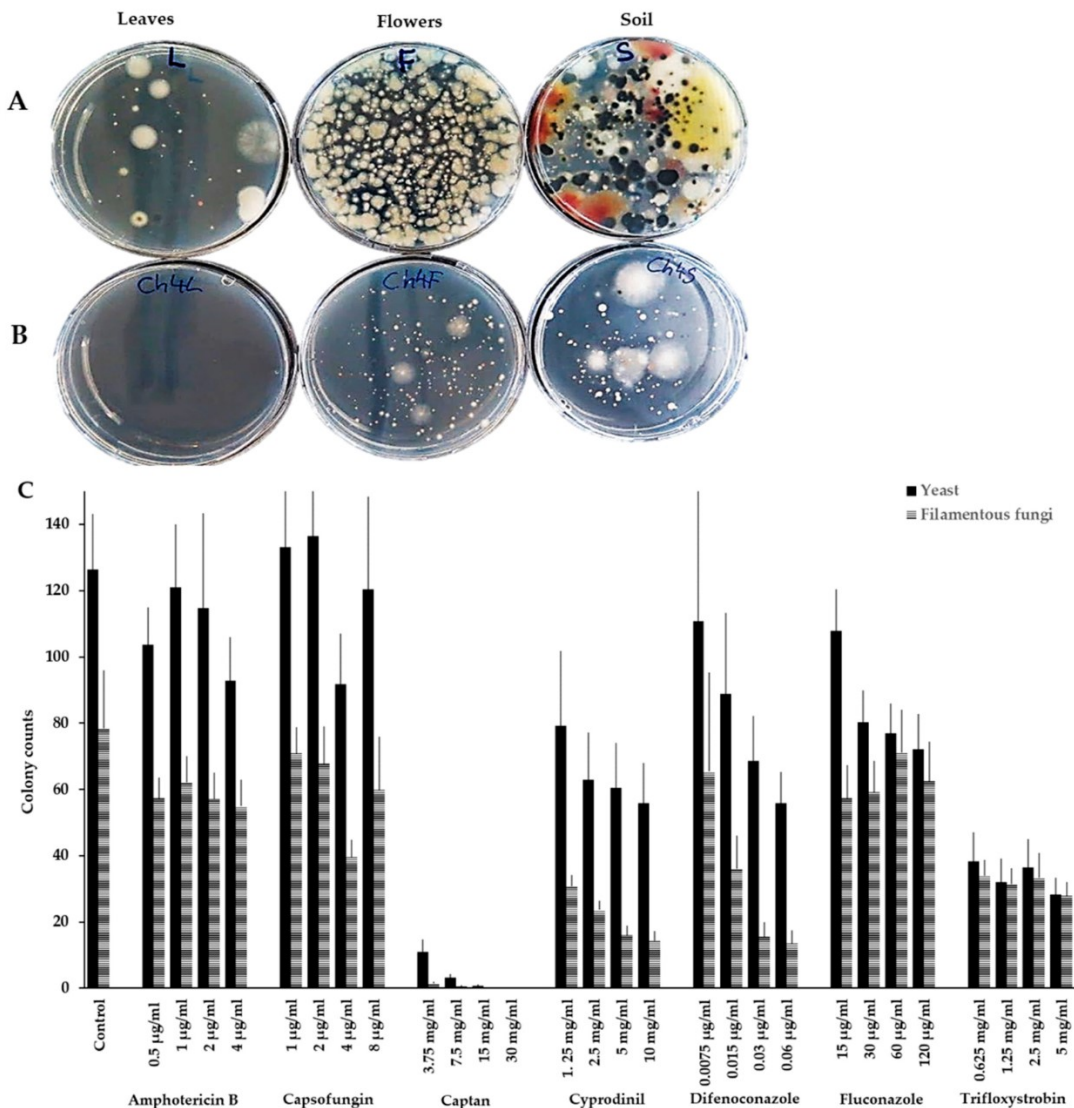 Leaves Flowers Soil
A
L F S
L
B
Ch4L Ch4F Ch4S
C
Yeast
Filamentous fungi
Colony counts
140
120
100
80
60
40
20
0
Control
0.5 µg/ml
1 µg/ml
2 µg/ml
4 µg/ml
1 µg/ml
2 µg/ml
4 µg/ml
8 µg/ml
3.75 mg/ml
7.5 mg/ml
15 mg/ml
30 mg/ml
1. 25 mg/ml
2.5 mg/ml
5 mg/ml
10 mg/ml
0.0075 µg/ml
0.015 µg/ml
0.03 µg/ml
0.06 µg/ml
15 µg/ml
30 µg/ml
60 µg/ml
120 µg/ml
0.625 mg/ml
1.25 mg/ml
2.5 mg/ml
5 mg/ml
Amphotericin B Capsofungin Captan Cyprodinil Difenoconazole Fluconazole Trifloxystrobin